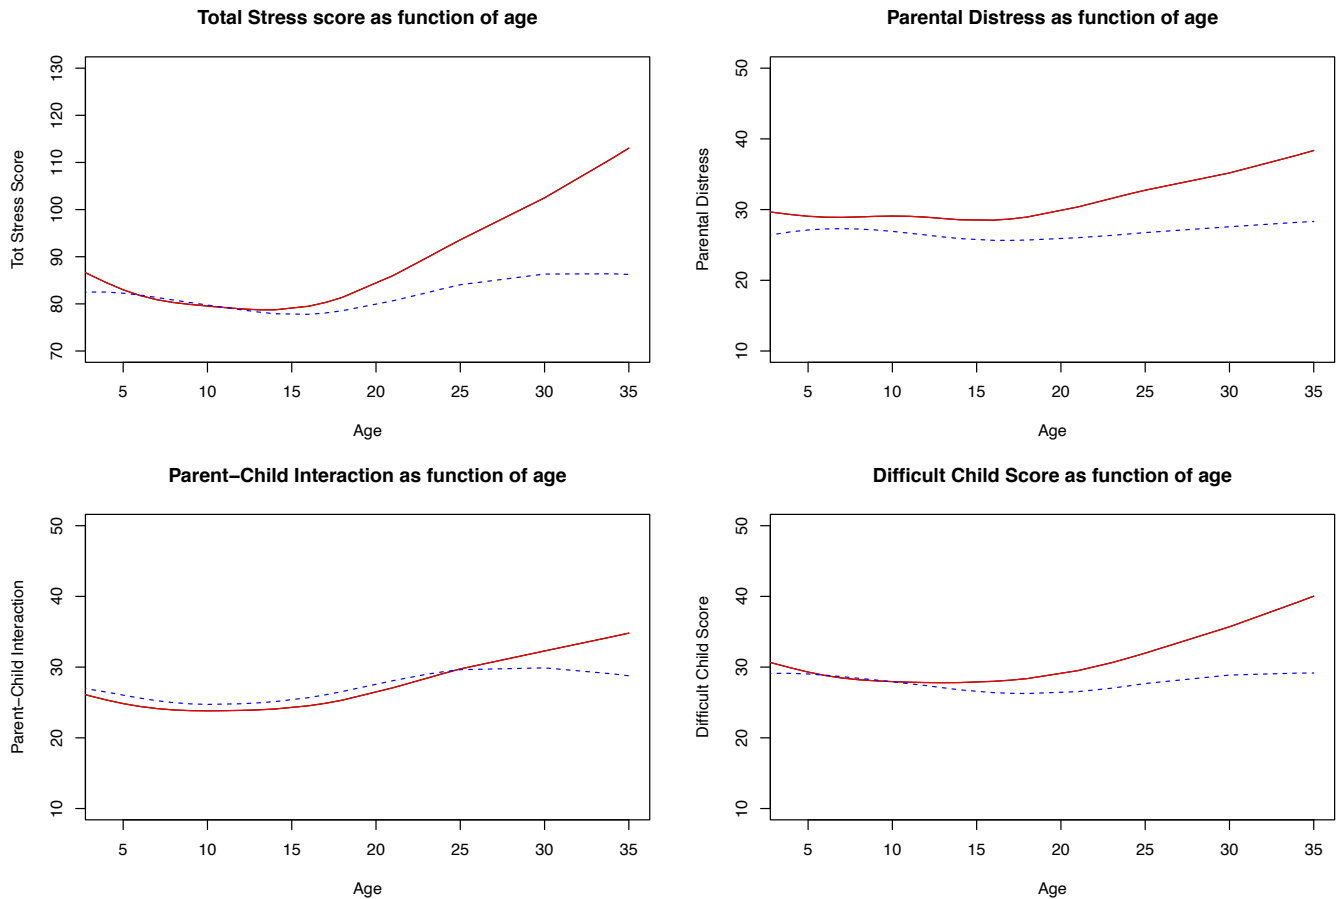 Total Stress score as function of age
Tot Stress Score
70 80 90 100 110 120 130
5 10 15 20 25 30 35
Age
Parental Distress as function of age
Parental Distress
10 20 30 40 50
5 10 15 20 25 30 35
Age
Parent–Child Interaction as function of age
Parent–Child Interaction
10 20 30 40 50
5 10 15 20 25 30 35
Age
Difficult Child Score as function of age
Difficult Child Score
10 20 30 40 50
5 10 15 20 25 30 35
Age